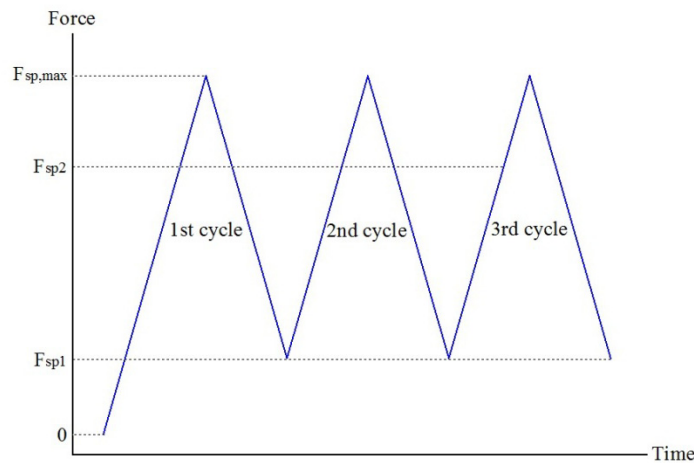 Force
Fsp,max
Fsp2
1st cycle 2nd cycle 3rd cycle
Fsp1
0
Time